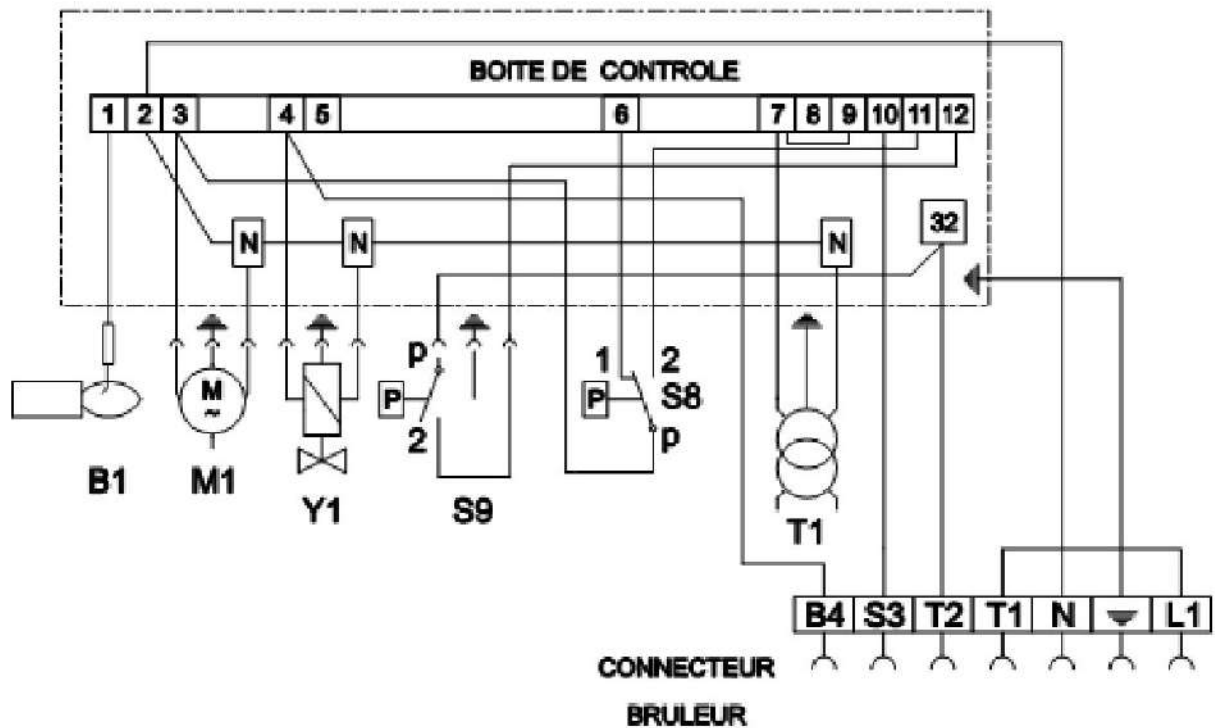 BOITE DE CONTROLE
1 2 3 4 5 6 7 8 9 10 11 12
32
N N N
p 1 2
M ~ P P S8
2 p
B1 M1 Y1 S9 T1
B4 S3 T2 T1 N L1
CONNECTEUR
BRULEUR